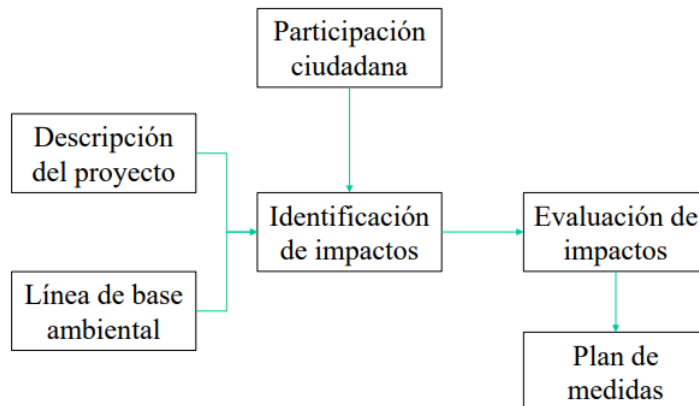 Participación
ciudadana
Descripción
del proyecto
Identificación
de impactos
Evaluación de
impactos
Línea de base
ambiental
Plan de
medidas